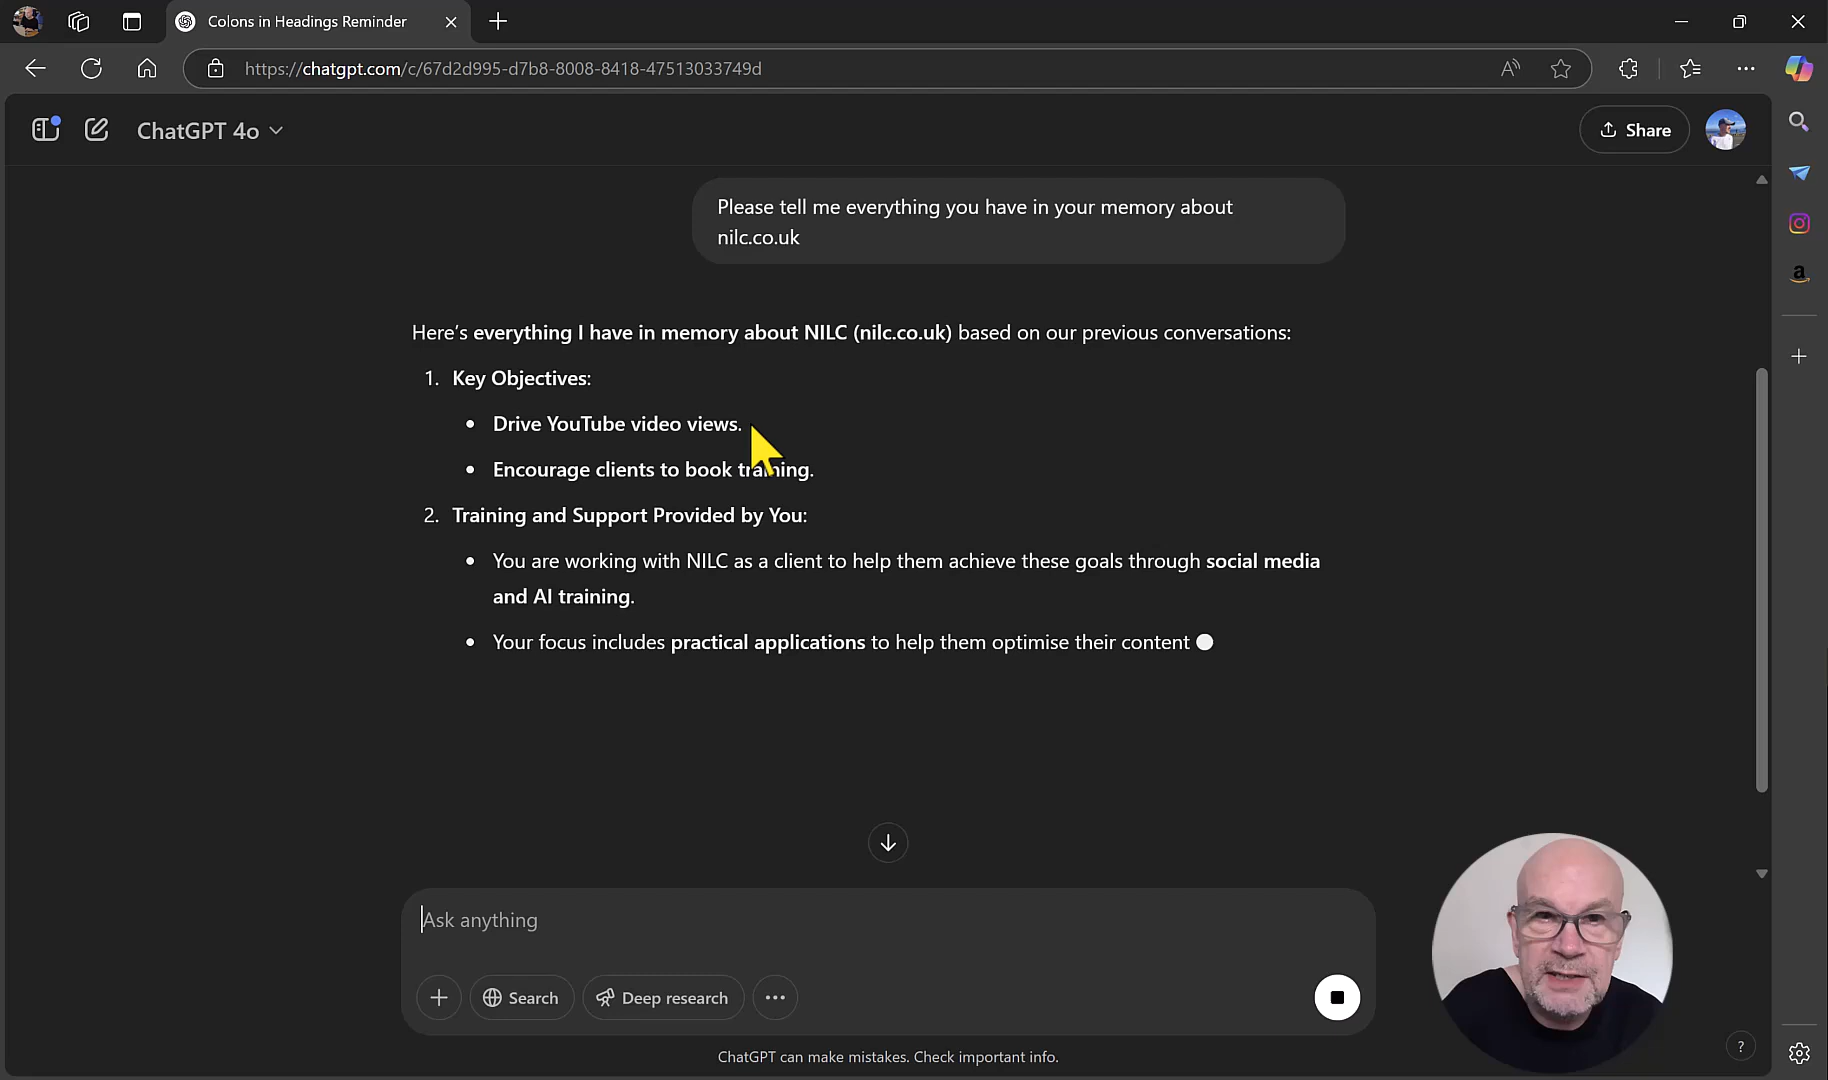 Colons in Headings Reminder
https://chatgpt.com/c/67d2d995-d7b8-8008-8418-47513033749d
ChatGPT 4o
Share
Please tell me everything you have in your memory about
nilc.co.uk
Here's everything I have in memory about NILC (nilc.co.uk) based on our previous conversations:
1. Key Objectives:
• Drive YouTube video views.
• Encourage clients to book training.
2. Training and Support Provided by You:
• You are working with NILC as a client to help them achieve these goals through social media
and AI training.
• Your focus includes practical applications to help them optimise their content
Ask anything
Search
Deep research
ChatGPT can make mistakes. Check important info.
?